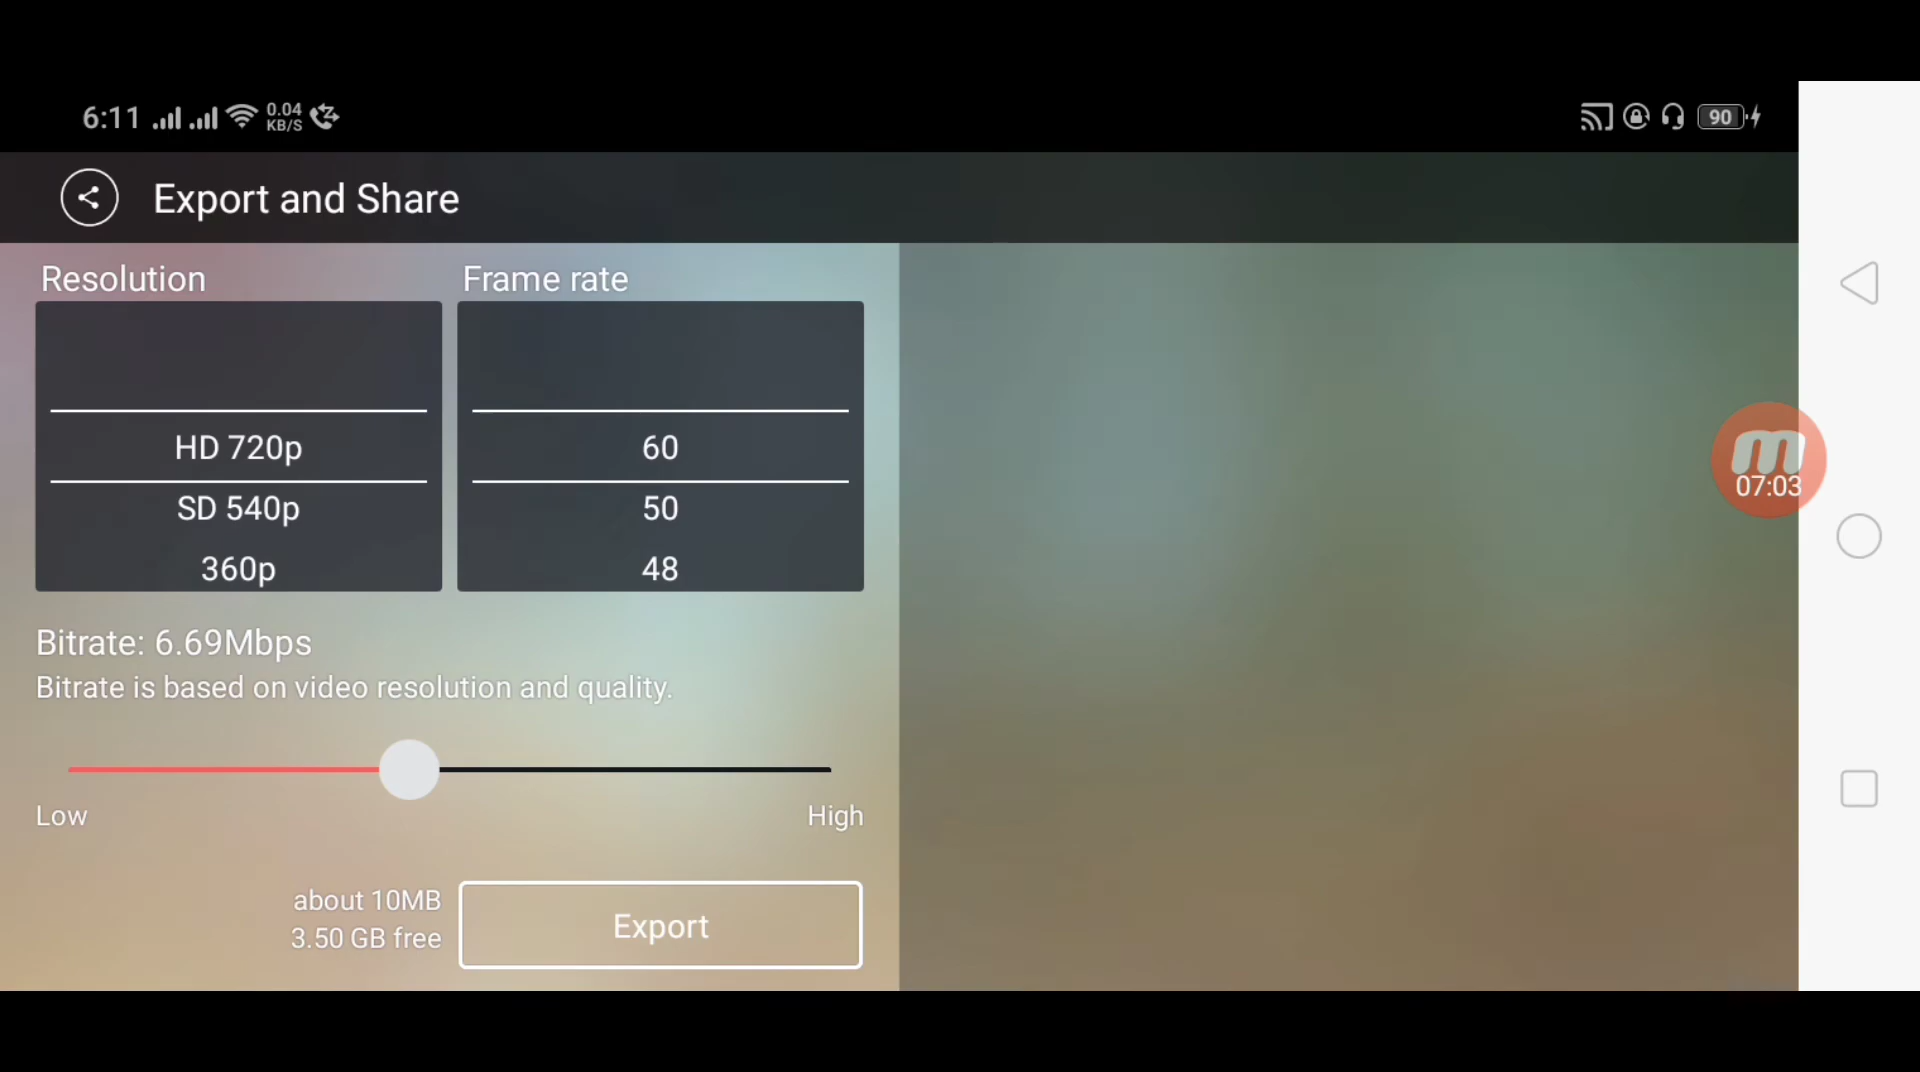 6:11
0.04
KB/S
90
Export and Share
Resolution
Frame rate
HD 720p
60
SD 540p
50
360p
48
m
07:03
Bitrate: 6.69Mbps
Bitrate is based on video resolution and quality.
Low
High
about 10MB
3.50 GB free
Export